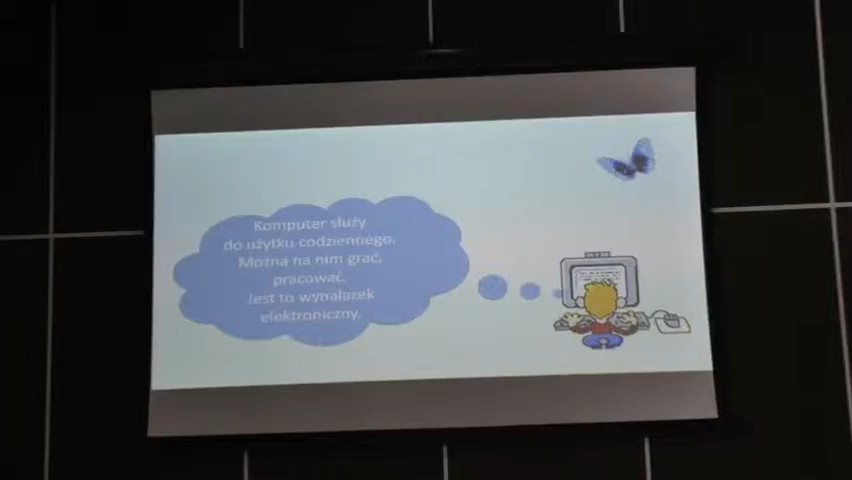 Komputer służy
do użytku codziennego.
Można na nim grać,
pracować.
Jest to wynalazek
elektroniczny.